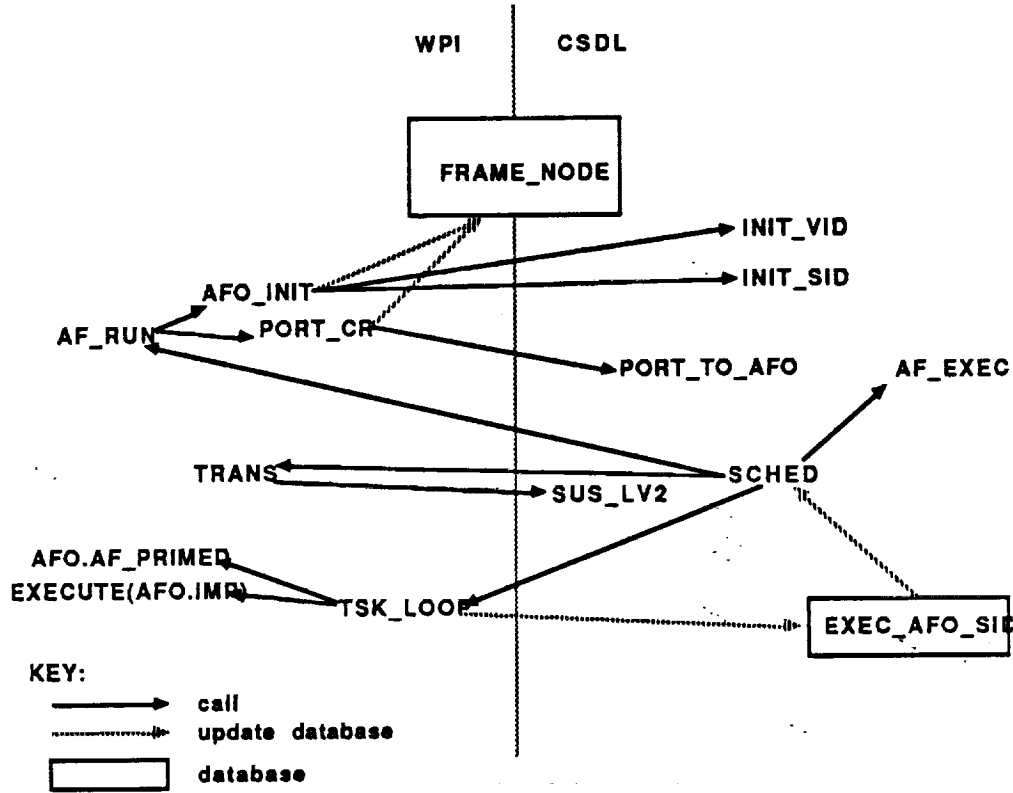 WPI CSDL
FRAME_NODE
INIT_VID
AFO_INIT
INIT_SID
AF_RUN
PORT_CR
PORT_TO_AFO
AF_EXEC
TRANS
SCHED
SUS_LV2
AFO.AF_PRIMED
EXECUTE(AFO.IMP)
TSK_LOOP
EXEC_AFO_SID
KEY:
call
update database
database